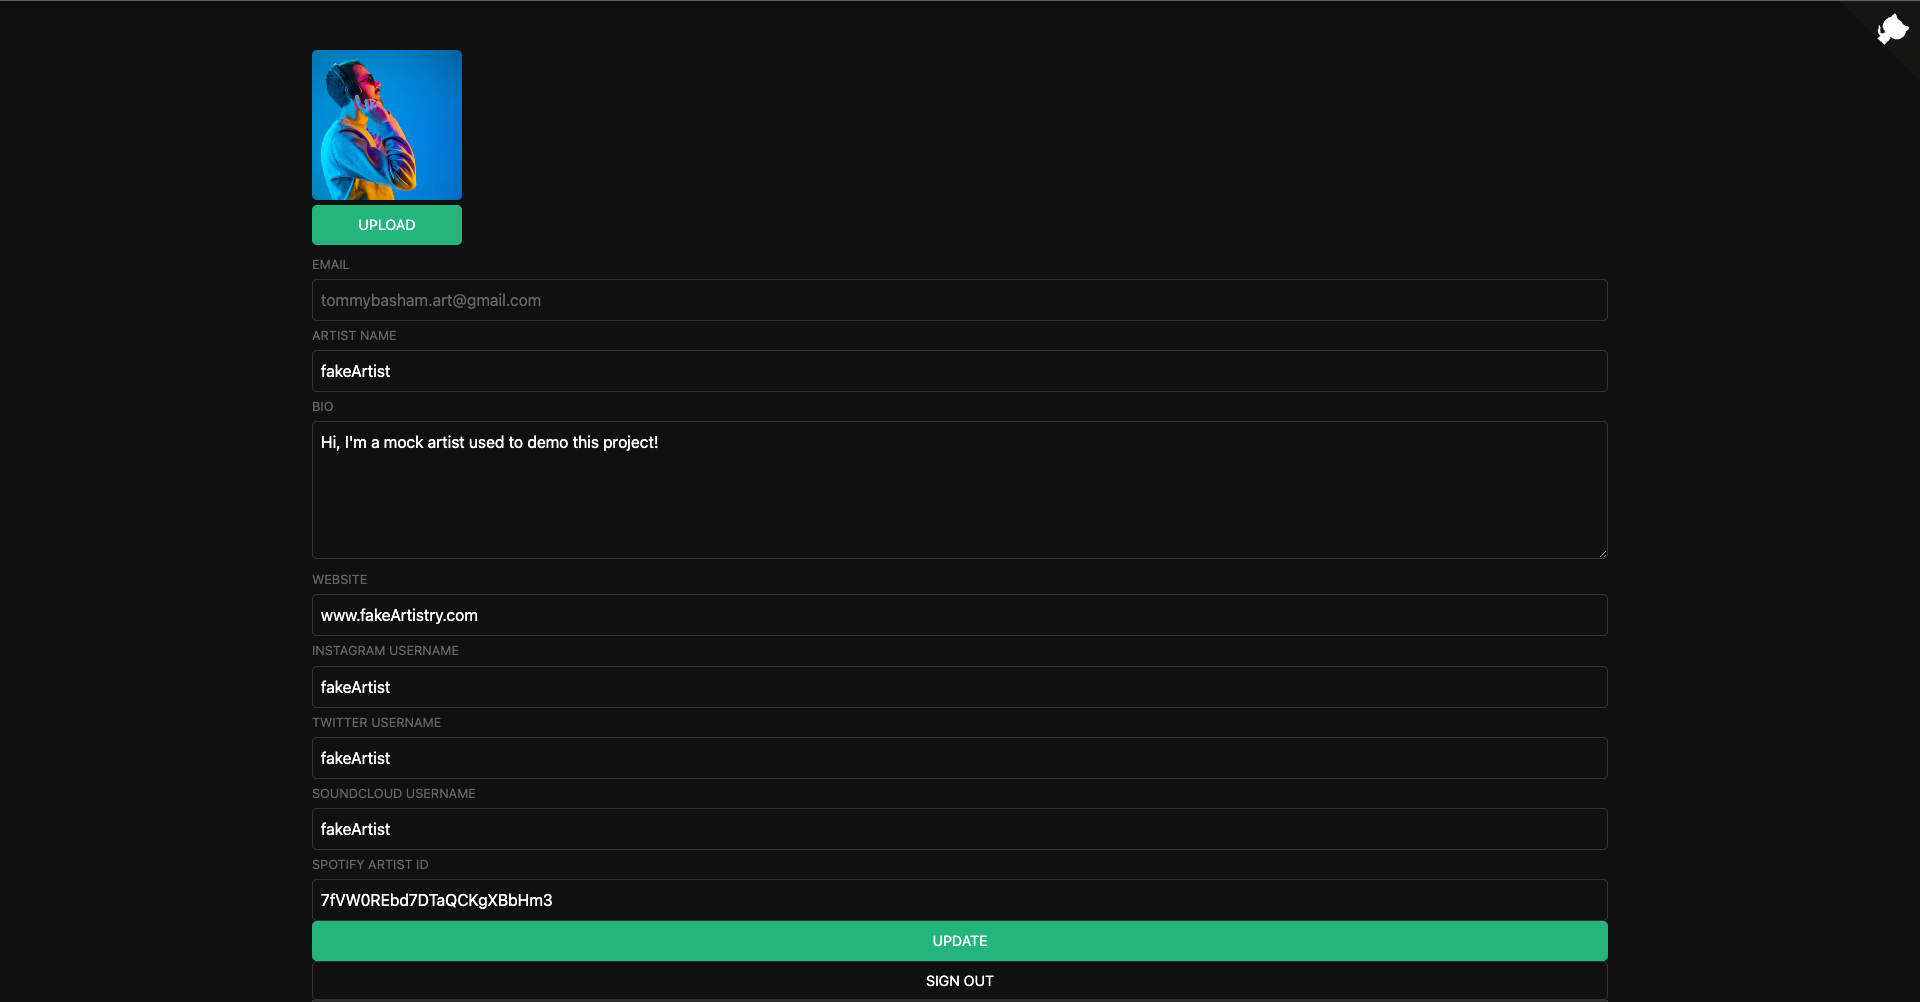 UPLOAD
EMAIL
tommybasham.art@gmail.com
ARTIST NAME
fakeArtist
BIO
Hi, I'm a mock artist used to demo this project!
WEBSITE
www.fakeArtistry.com
INSTAGRAM USERNAME
fakeArtist
TWITTER USERNAME
fakeArtist
SOUNDCLOUD USERNAME
fakeArtist
SPOTIFY ARTIST ID
7fVW0REbd7DTaQCKgXBbHm3
UPDATE
SIGN OUT